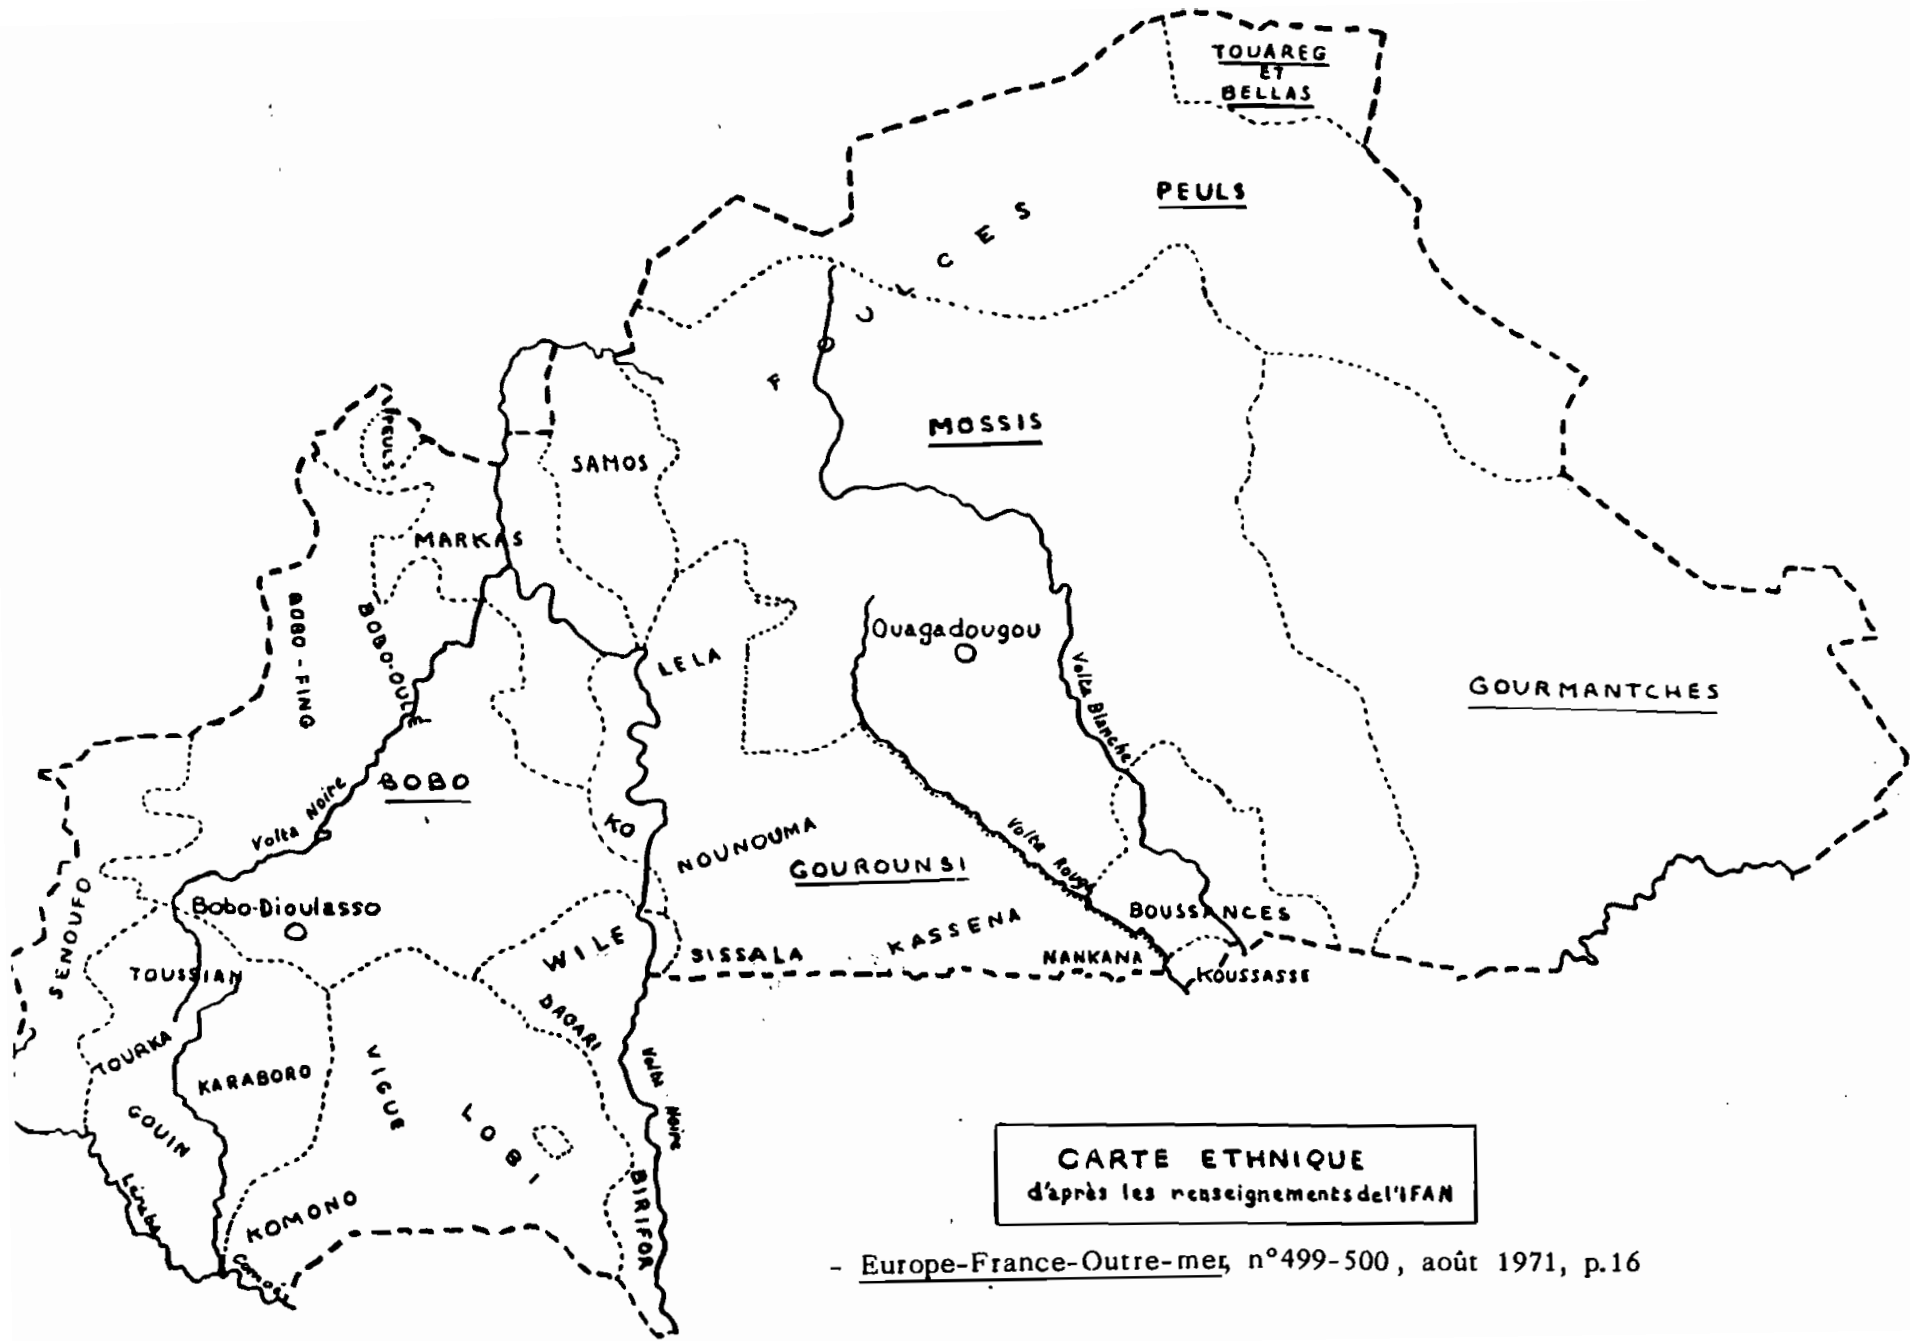 TOUAREG
ET
BELLAS
PEULS
FOULCES
MOSSIS
PEULS
SAMOS
MARKAS
BOBO-FING
BOBO-OULE
LELA
Ouagadougou
Volta Blanche
GOURMANTCHES
BOBO
Volta Noire
KO
NOUNOUMA
GOUROUNSI
Volta Rouge
SENOUFO
Bobo-Dioulasso
BOUSSANCES
WILE
SISSALA
KASSENA
NANKANA
KOUSSASSE
TOUSSIAN
DAGARI
TOURKA
KARABORO
VIGUE
LOBI
Volta Noire
GOUIN
BIRIFOR
Léraba
KOMONO
Comoé
CARTE ETHNIQUE
d'après les renseignements de l'IFAN
- Europe-France-Outre-mer, n°499-500, août 1971, p.16